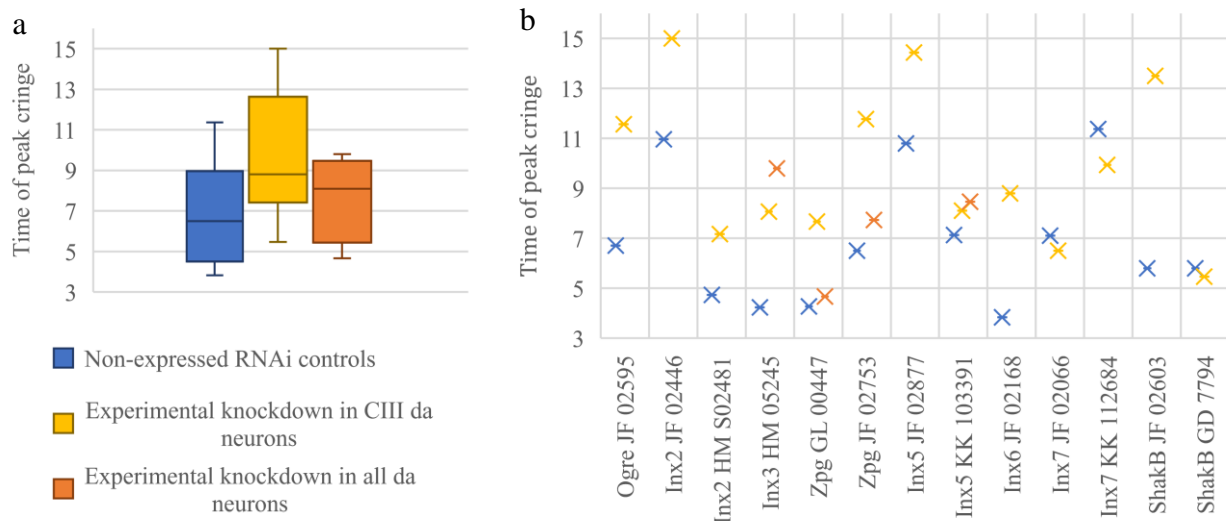 a
Time of peak cringe
15
13
11
9
7
5
3
Non-expressed RNAi controls
Experimental knockdown in CIII da
neurons
Experimental knockdown in all da
neurons
b
Time of peak cringe
15
13
11
9
7
5
3
Ogre JF 02595
Inx2 JF 02446
Inx2 HM S02481
Inx3 HM 05245
Zpg GL 00447
Zpg JF 02753
Inx5 JF 02877
Inx5 KK 103391
Inx6 JF 02168
Inx7 JF 02066
Inx7 KK 112684
ShakB JF 02603
ShakB GD 7794